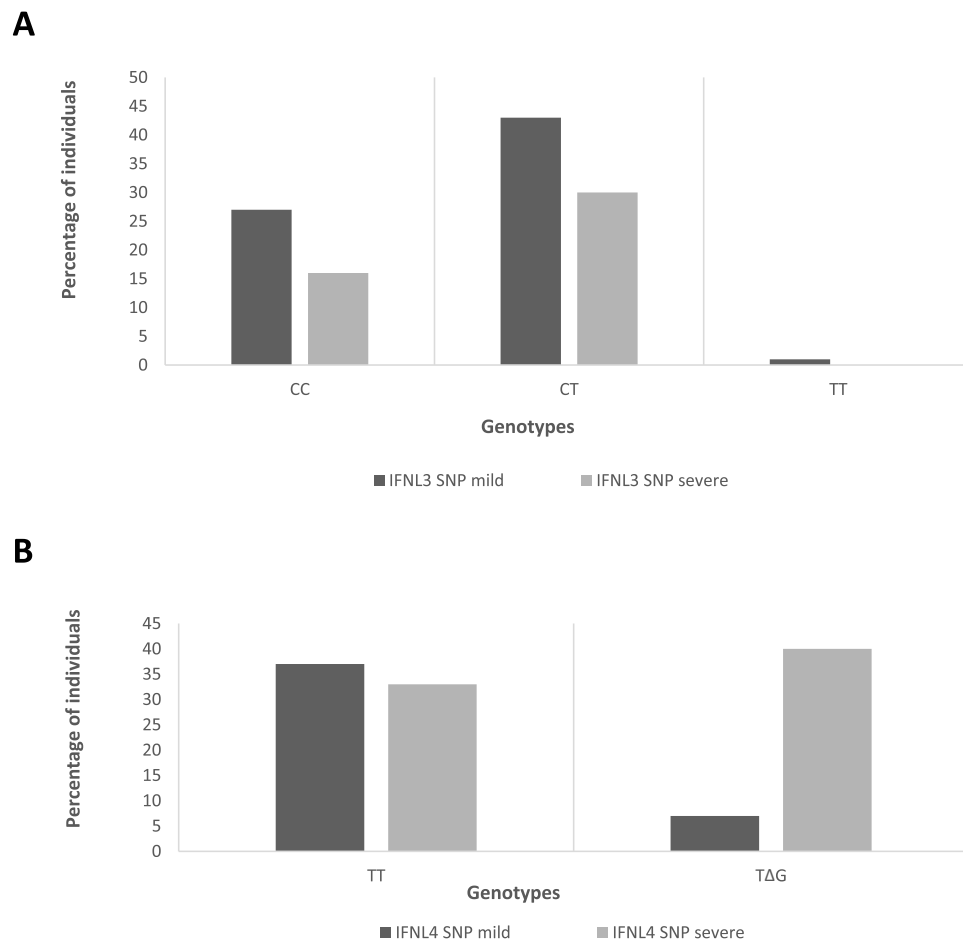 A
Percentage of individuals
50
45
40
35
30
25
20
15
10
5
0
CC CT TT
Genotypes
IFNL3 SNP mild IFNL3 SNP severe
B
Percentage of individuals
45
40
35
30
25
20
15
10
5
0
TT TΔG
Genotypes
IFNL4 SNP mild IFNL4 SNP severe